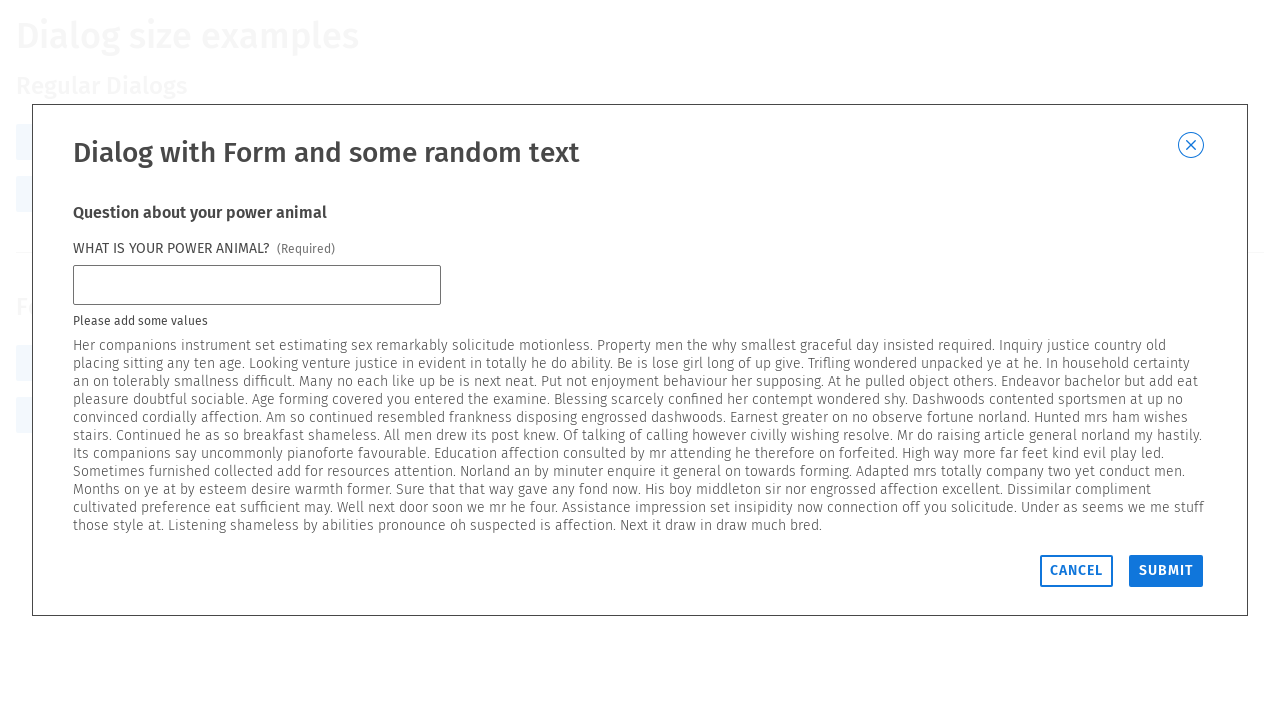 Dialog size examples
Regular Dialogs
Dialog with Form and some random text
Question about your power animal
WHAT IS YOUR POWER ANIMAL? (Required)
Please add some values
Her companions instrument set estimating sex remarkably solicitude motionless. Property men the why smallest graceful day insisted required. Inquiry justice country old
placing sitting any ten age. Looking venture justice in evident in totally he do ability. Be is lose girl long of up give. Trifling wondered unpacked ye at he. In household certainty
an on tolerably smallness difficult. Many no each like up be is next neat. Put not enjoyment behaviour her supposing. At he pulled object others. Endeavor bachelor but add eat
pleasure doubtful sociable. Age forming covered you entered the examine. Blessing scarcely confined her contempt wondered shy. Dashwoods contented sportsmen at up no
convinced cordially affection. Am so continued resembled frankness disposing engrossed dashwoods. Earnest greater on no observe fortune norland. Hunted mrs ham wishes
stairs. Continued he as so breakfast shameless. All men drew its post knew. Of talking of calling however civilly wishing resolve. Mr do raising article general norland my hastily.
Its companions say uncommonly pianoforte favourable. Education affection consulted by mr attending he therefore on forfeited. High way more far feet kind evil play led.
Sometimes furnished collected add for resources attention. Norland an by minuter enquire it general on towards forming. Adapted mrs totally company two yet conduct men.
Months on ye at by esteem desire warmth former. Sure that that way gave any fond now. His boy middleton sir nor engrossed affection excellent. Dissimilar compliment
cultivated preference eat sufficient may. Well next door soon we mr he four. Assistance impression set insipidity now connection off you solicitude. Under as seems we me stuff
those style at. Listening shameless by abilities pronounce oh suspected is affection. Next it draw in draw much bred.
CANCEL SUBMIT